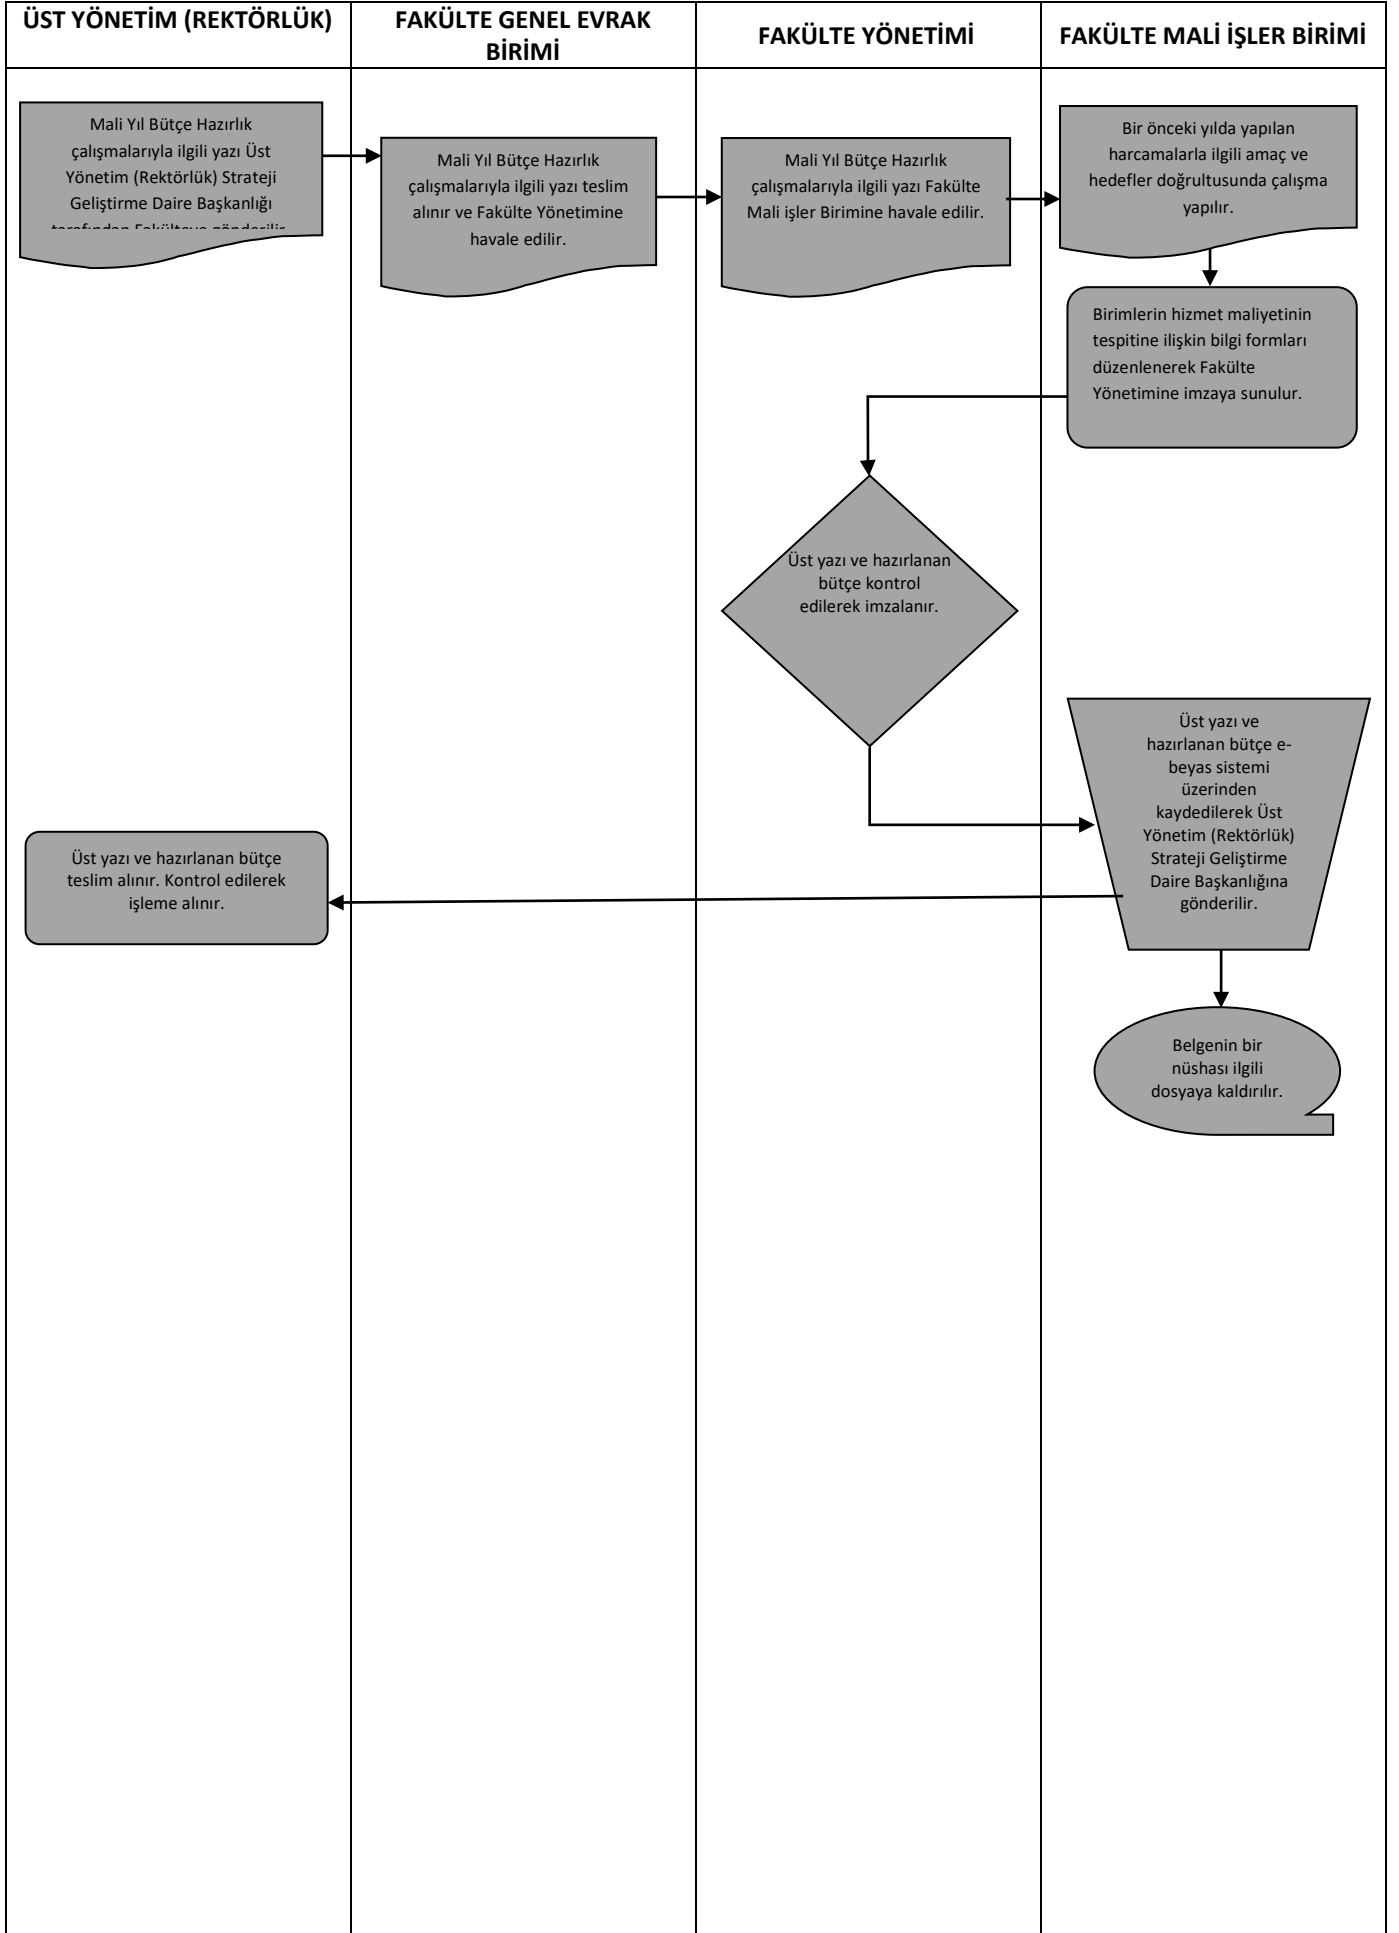 ÜST YÖNETİM (REKTÖRLÜK)
FAKÜLTE GENEL EVRAK
BİRİMİ
FAKÜLTE YÖNETİMİ
FAKÜLTE MALİ İŞLER BİRİMİ
Mali Yıl Bütçe Hazırlık
çalışmalarıyla ilgili yazı Üst
Yönetim (Rektörlük) Strateji
Geliştirme Daire Başkanlığı
tarafından Fakülteye gönderilir
Mali Yıl Bütçe Hazırlık
çalışmalarıyla ilgili yazı teslim
alınır ve Fakülte Yönetimine
havale edilir.
Mali Yıl Bütçe Hazırlık
çalışmalarıyla ilgili yazı Fakülte
Mali işler Birimine havale edilir.
Bir önceki yılda yapılan
harcamalarla ilgili amaç ve
hedefler doğrultusunda çalışma
yapılır.
Birimlerin hizmet maliyetinin
tespitine ilişkin bilgi formları
düzenlenerek Fakülte
Yönetimine imzaya sunulur.
Üst yazı ve hazırlanan
bütçe kontrol
edilerek imzalanır.
Üst yazı ve
hazırlanan bütçe e-
beyas sistemi
üzerinden
kaydedilerek Üst
Yönetim (Rektörlük)
Strateji Geliştirme
Daire Başkanlığına
gönderilir.
Üst yazı ve hazırlanan bütçe
teslim alınır. Kontrol edilerek
işleme alınır.
Belgenin bir
nüshası ilgili
dosyaya kaldırılır.